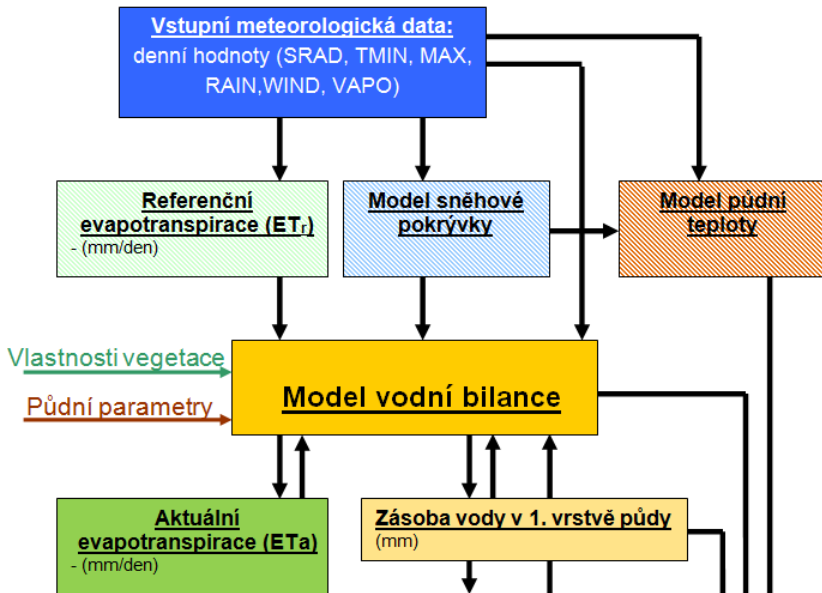 Vstupní meteorologická data:
denní hodnoty (SRAD, TMIN, MAX,
RAIN,WIND, VAPO)
Referenční
evapotranspirace (ETr)
- (mm/den)
Model sněhové
pokrývky
Model půdní
teploty
Vlastnosti vegetace
Půdní parametry
Model vodní bilance
Aktuální
evapotranspirace (ETa)
- (mm/den)
Zásoba vody v 1. vrstvě půdy
(mm)